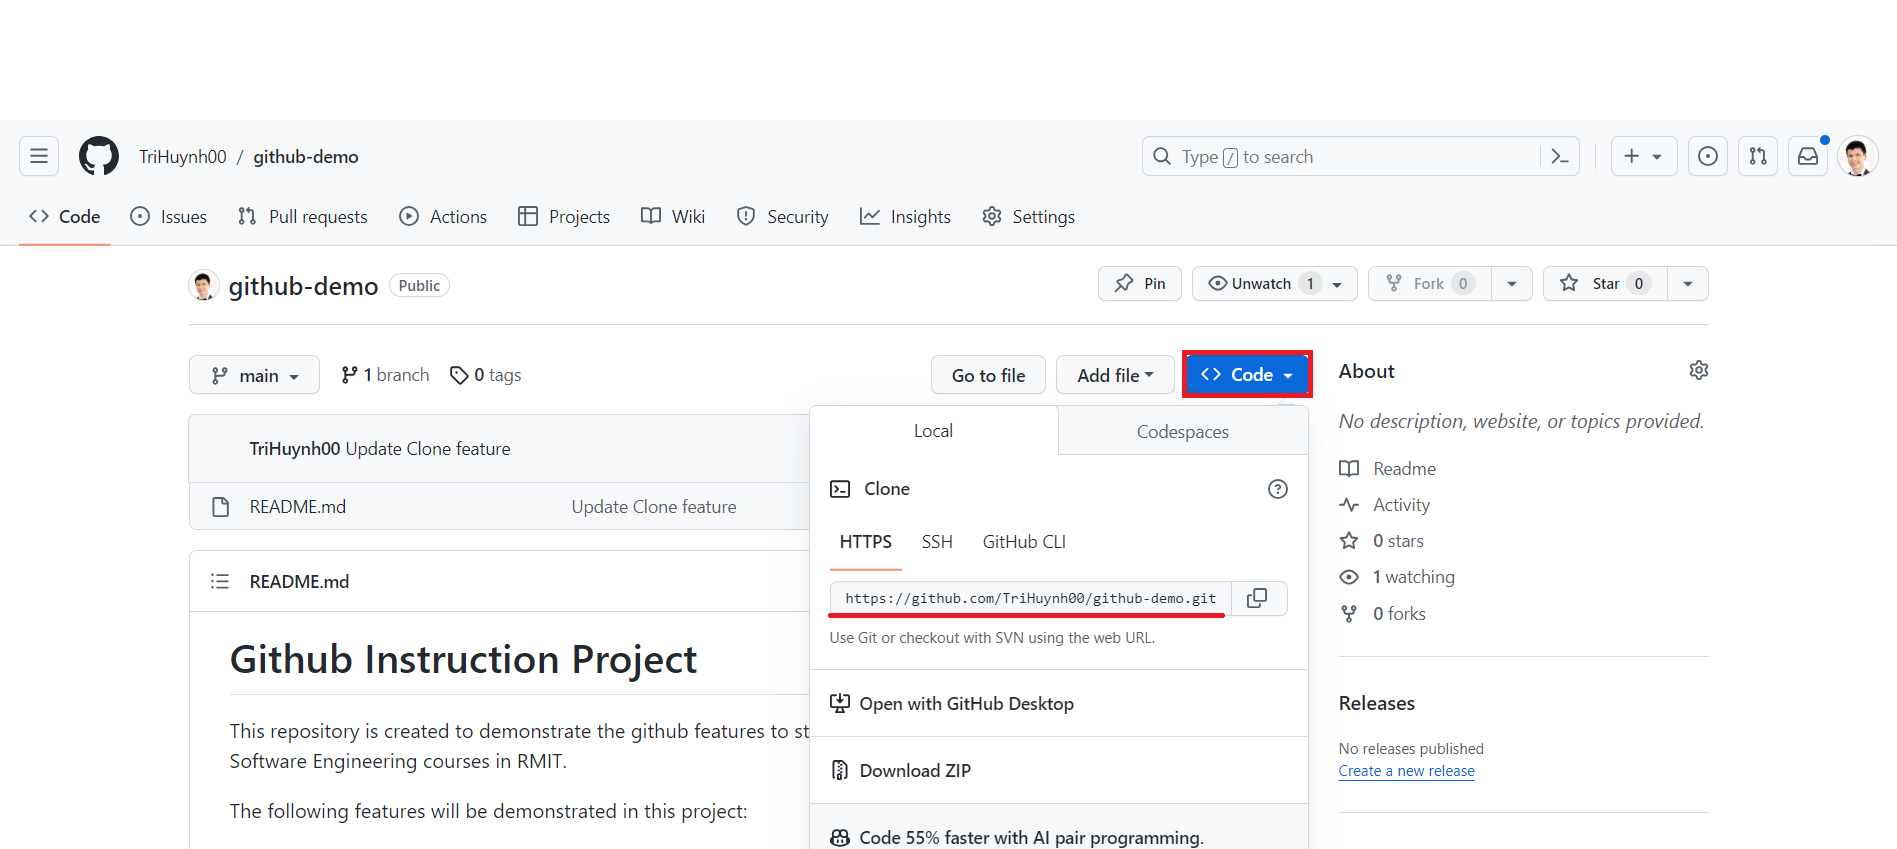 TriHuynh00 / github-demo
Type / to search
Code Issues Pull requests Actions Projects Wiki Security Insights Settings
github-demo Public
Pin Unwatch 1 Fork 0 Star 0
main 1 branch 0 tags
Go to file Add file Code
TriHuynh00 Update Clone feature
README.md Update Clone feature
README.md
Github Instruction Project
This repository is created to demonstrate the github features to st
Software Engineering courses in RMIT.
The following features will be demonstrated in this project:
Local Codespaces
Clone
HTTPS SSH GitHub CLI
https://github.com/TriHuynh00/github-demo.git
Use Git or checkout with SVN using the web URL.
Open with GitHub Desktop
Download ZIP
Code 55% faster with AI pair programming.
About
No description, website, or topics provided.
Readme
Activity
0 stars
1 watching
0 forks
Releases
No releases published
Create a new release